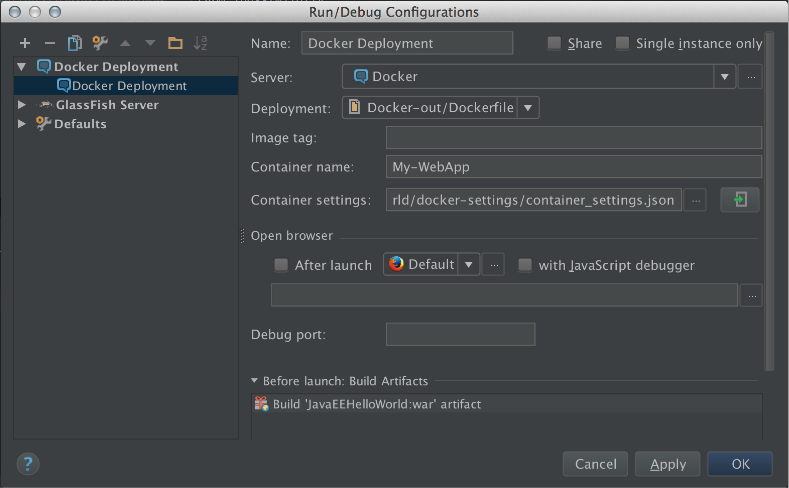 Run/Debug Configurations
Name: Docker Deployment Share Single instance only
Docker Deployment
Docker Deployment
GlassFish Server
Defaults
Server: Docker ...
Deployment: Docker-out/Dockerfile
Image tag:
Container name: My-WebApp
Container settings: rld/docker-settings/container_settings.json ...
Open browser
After launch Default ... with JavaScript debugger
...
Debug port:
Before launch: Build Artifacts
Build 'JavaEEHelloWorld:war' artifact
? Cancel Apply OK